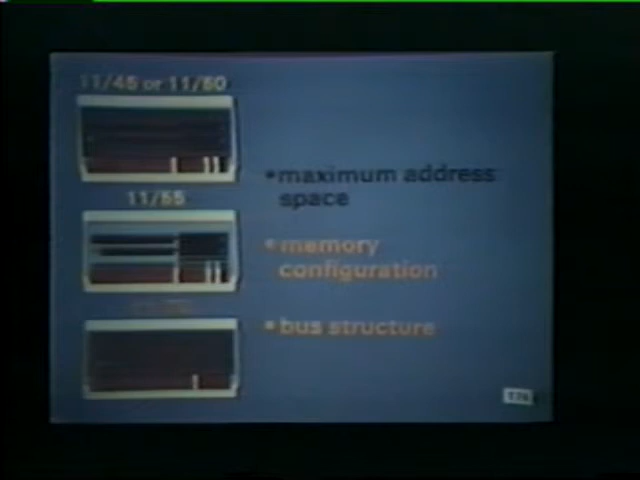 11/45 or 11/50
11/55
•maximum address
space
•memory
configuration
•bus structure